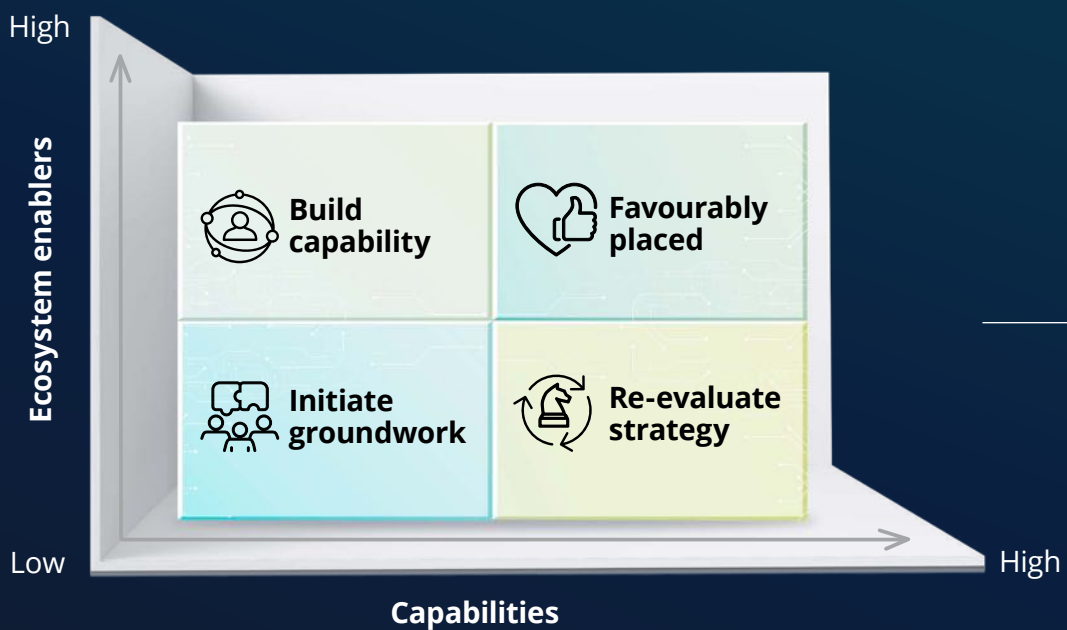 High
Ecosystem enablers
Build
capability
Favourably
placed
Initiate
groundwork
Re-evaluate
strategy
Low
High
Capabilities